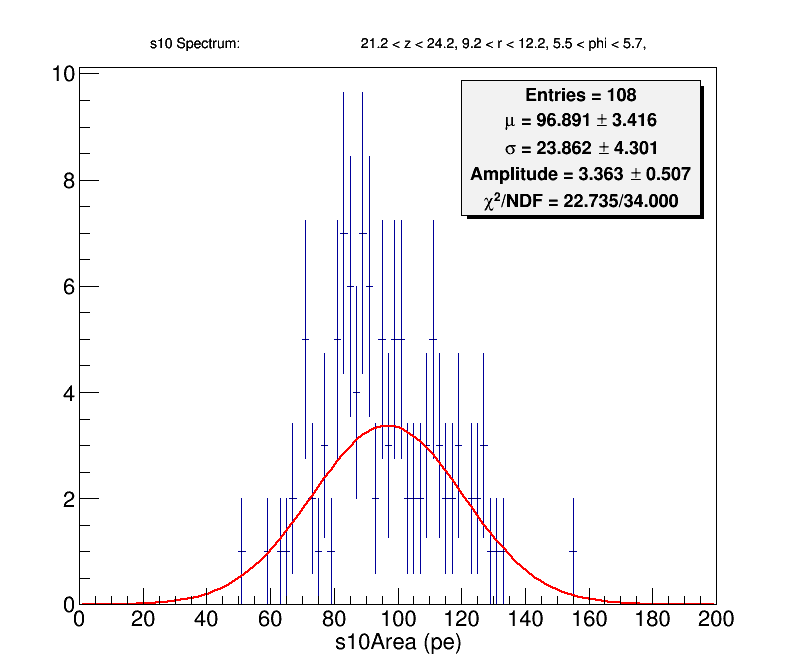 s10 Spectrum: 21.2 < z < 24.2, 9.2 < r < 12.2, 5.5 < phi < 5.7,
Entries = 108
μ = 96.891 ± 3.416
σ = 23.862 ± 4.301
Amplitude = 3.363 ± 0.507
χ²/NDF = 22.735/34.000
10
8
6
4
2
0
0 20 40 60 80 100 120 140 160 180 200
s10Area (pe)